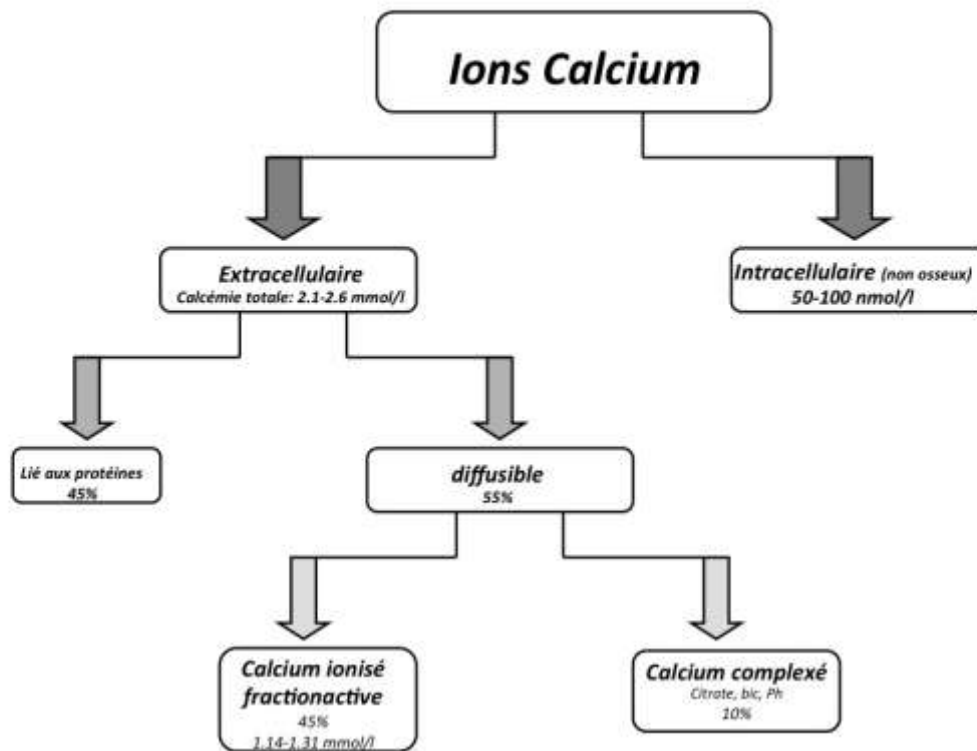 Ions Calcium
Extracellulaire
Calcémie totale: 2.1-2.6 mmol/l
Intracellulaire (non osseux)
50-100 nmol/l
Lié aux protéines
45%
diffusible
55%
Calcium ionisé
fractionactive
45%
1.14-1.31 mmol/l
Calcium complexé
Citrate, bic, Ph
10%